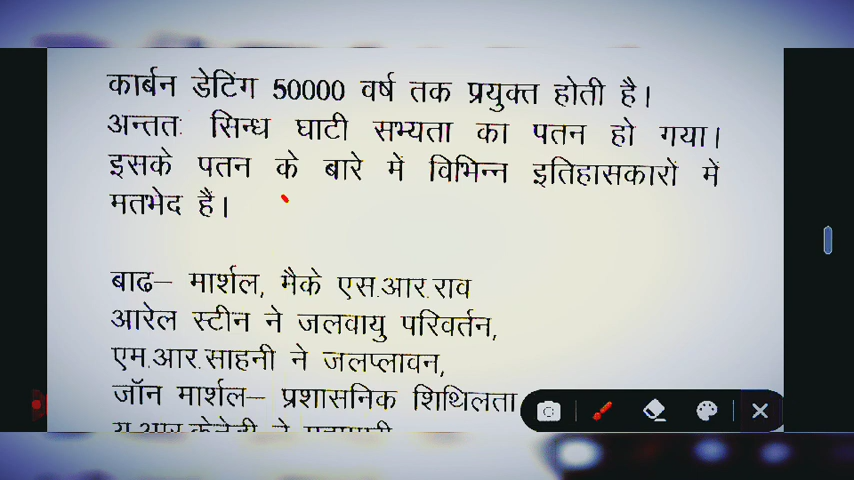 कार्बन डेटिंग 50000 वर्ष तक प्रयुक्त होती है।
अन्ततः सिन्ध घाटी सभ्यता का पतन हो गया।
इसके पतन के बारे में विभिन्न इतिहासकारों में
मतभेद हैं।
बाढ– मार्शल, मैके एस.आर.राव
आरेल स्टीन ने जलवायु परिवर्तन,
एम.आर.साहनी ने जलप्लावन,
जॉन मार्शल– प्रशासनिक शिथिलता